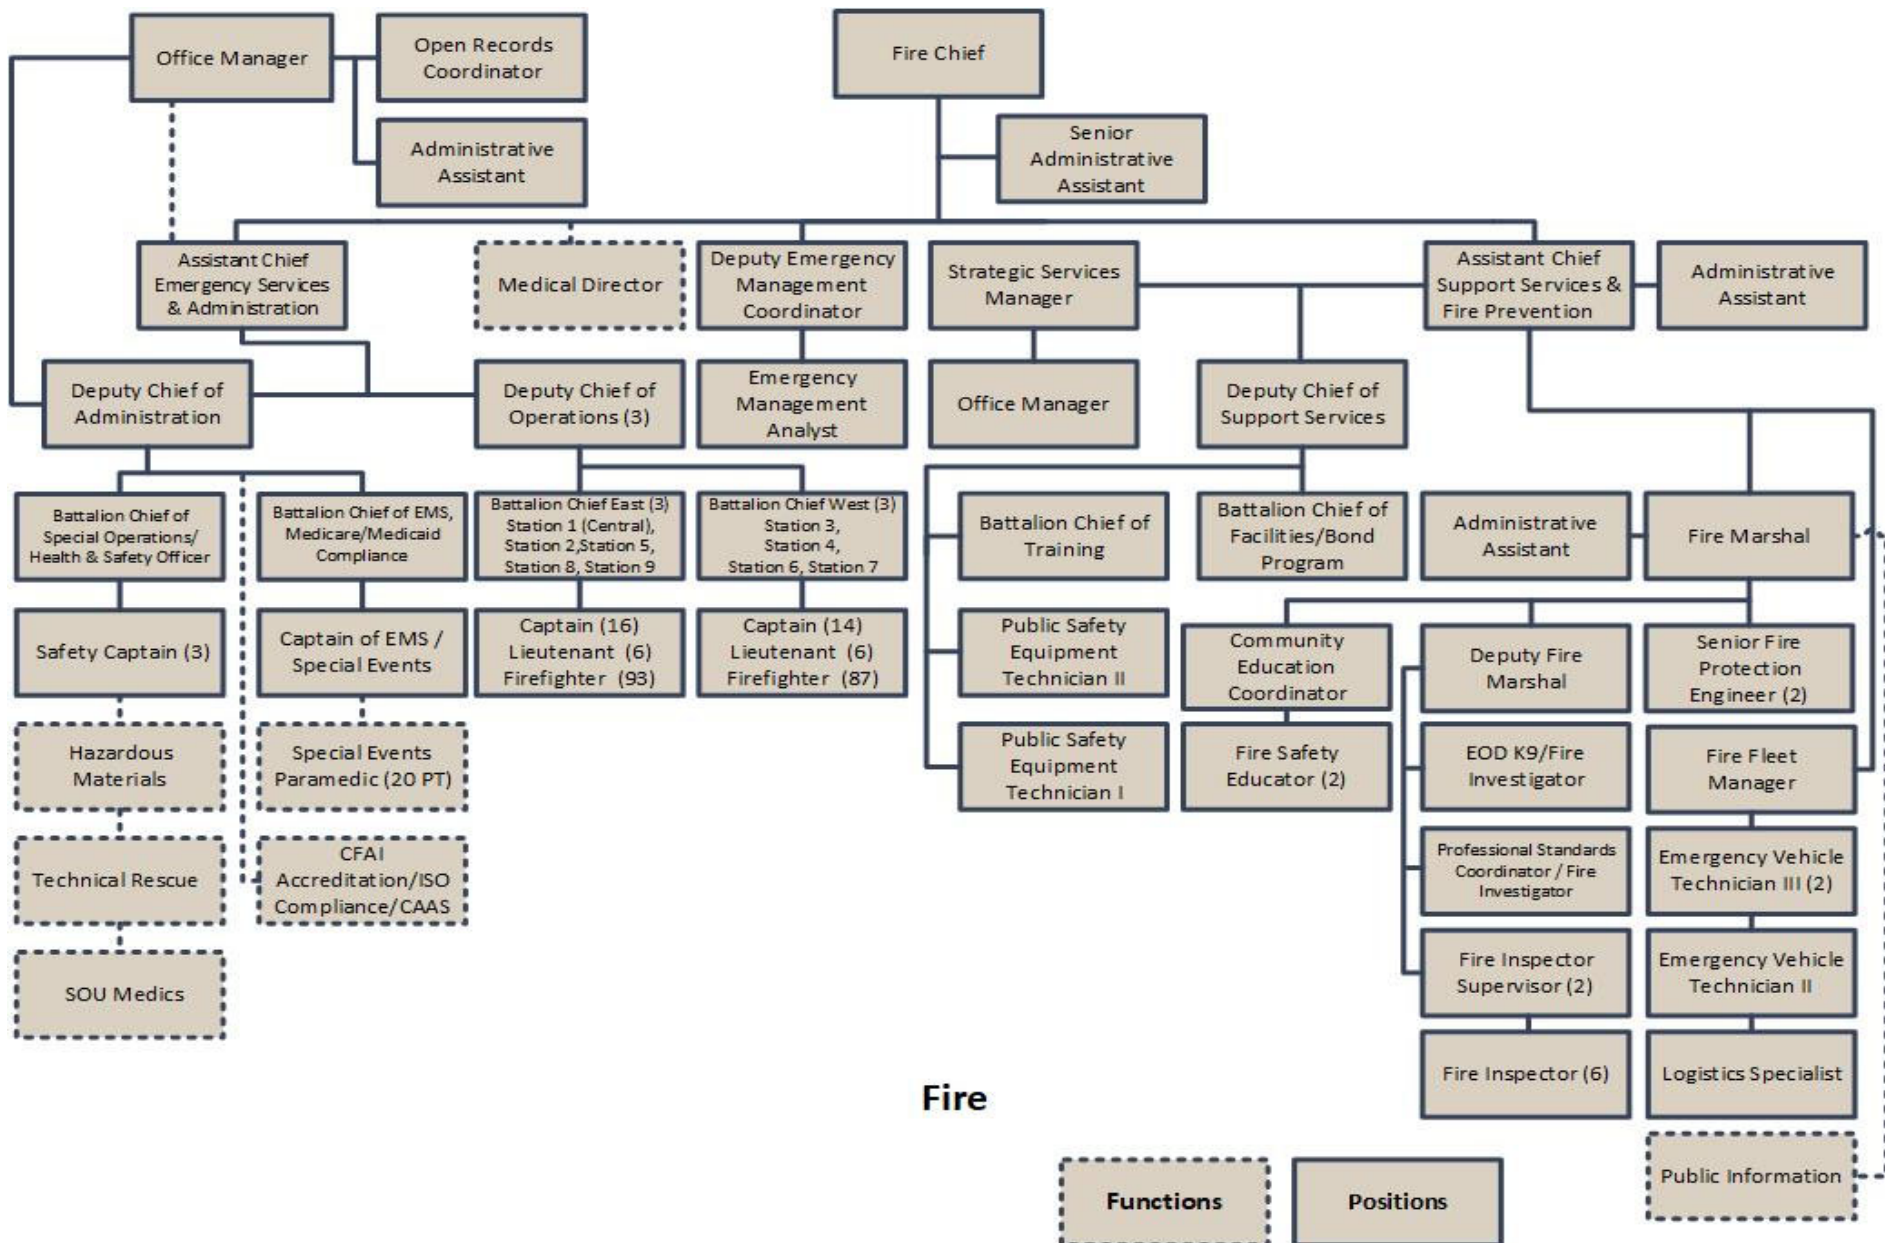 Office Manager
Open Records
Coordinator
Fire Chief
Administrative
Assistant
Senior
Administrative
Assistant
Assistant Chief
Emergency Services
& Administration
Medical Director
Deputy Emergency
Management
Coordinator
Strategic Services
Manager
Assistant Chief
Support Services &
Fire Prevention
Administrative
Assistant
Deputy Chief of
Administration
Deputy Chief of
Operations (3)
Emergency
Management
Analyst
Office Manager
Deputy Chief of
Support Services
Battalion Chief of
Special Operations/
Health & Safety Officer
Battalion Chief of EMS,
Medicare/Medicaid
Compliance
Battalion Chief East (3)
Station 1 (Central),
Station 2,Station 5,
Station 8, Station 9
Battalion Chief West (3)
Station 3,
Station 4,
Station 6, Station 7
Battalion Chief of
Training
Battalion Chief of
Facilities/Bond
Program
Administrative
Assistant
Fire Marshal
Safety Captain (3)
Captain of EMS /
Special Events
Captain (16)
Lieutenant (6)
Firefighter (93)
Captain (14)
Lieutenant (6)
Firefighter (87)
Public Safety
Equipment
Technician II
Community
Education
Coordinator
Deputy Fire
Marshal
Senior Fire
Protection
Engineer (2)
Hazardous
Materials
Special Events
Paramedic (20 PT)
Public Safety
Equipment
Technician I
Fire Safety
Educator (2)
EOD K9/Fire
Investigator
Fire Fleet
Manager
Technical Rescue
CFAI
Accreditation/ISO
Compliance/CAAS
Professional Standards
Coordinator / Fire
Investigator
Emergency Vehicle
Technician III (2)
SOU Medics
Fire Inspector
Supervisor (2)
Emergency Vehicle
Technician II
Fire Inspector (6)
Logistics Specialist
Fire
Public Information
Functions
Positions